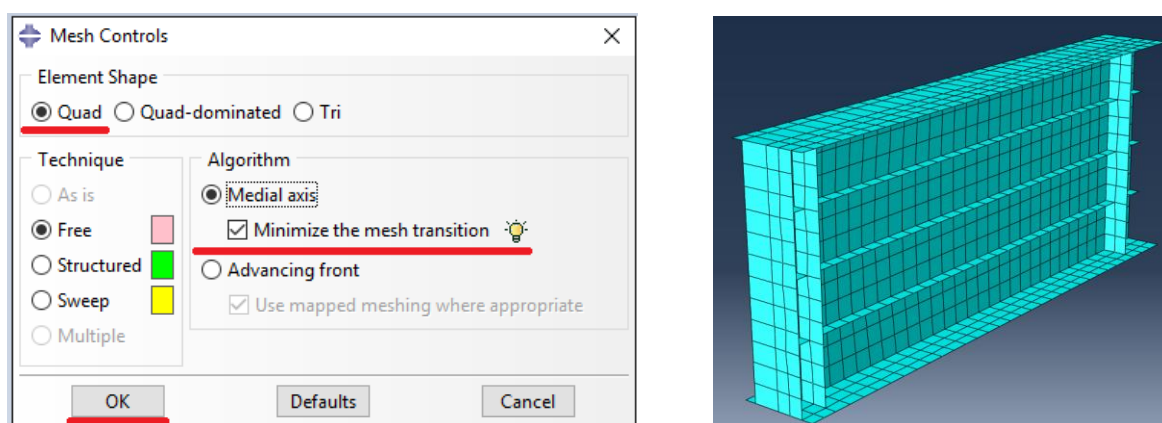 Mesh Controls
Element Shape
Quad Quad-dominated Tri
Technique
As is
Free
Structured
Sweep
Multiple
Algorithm
Medial axis
Minimize the mesh transition
Advancing front
Use mapped meshing where appropriate
OK Defaults Cancel